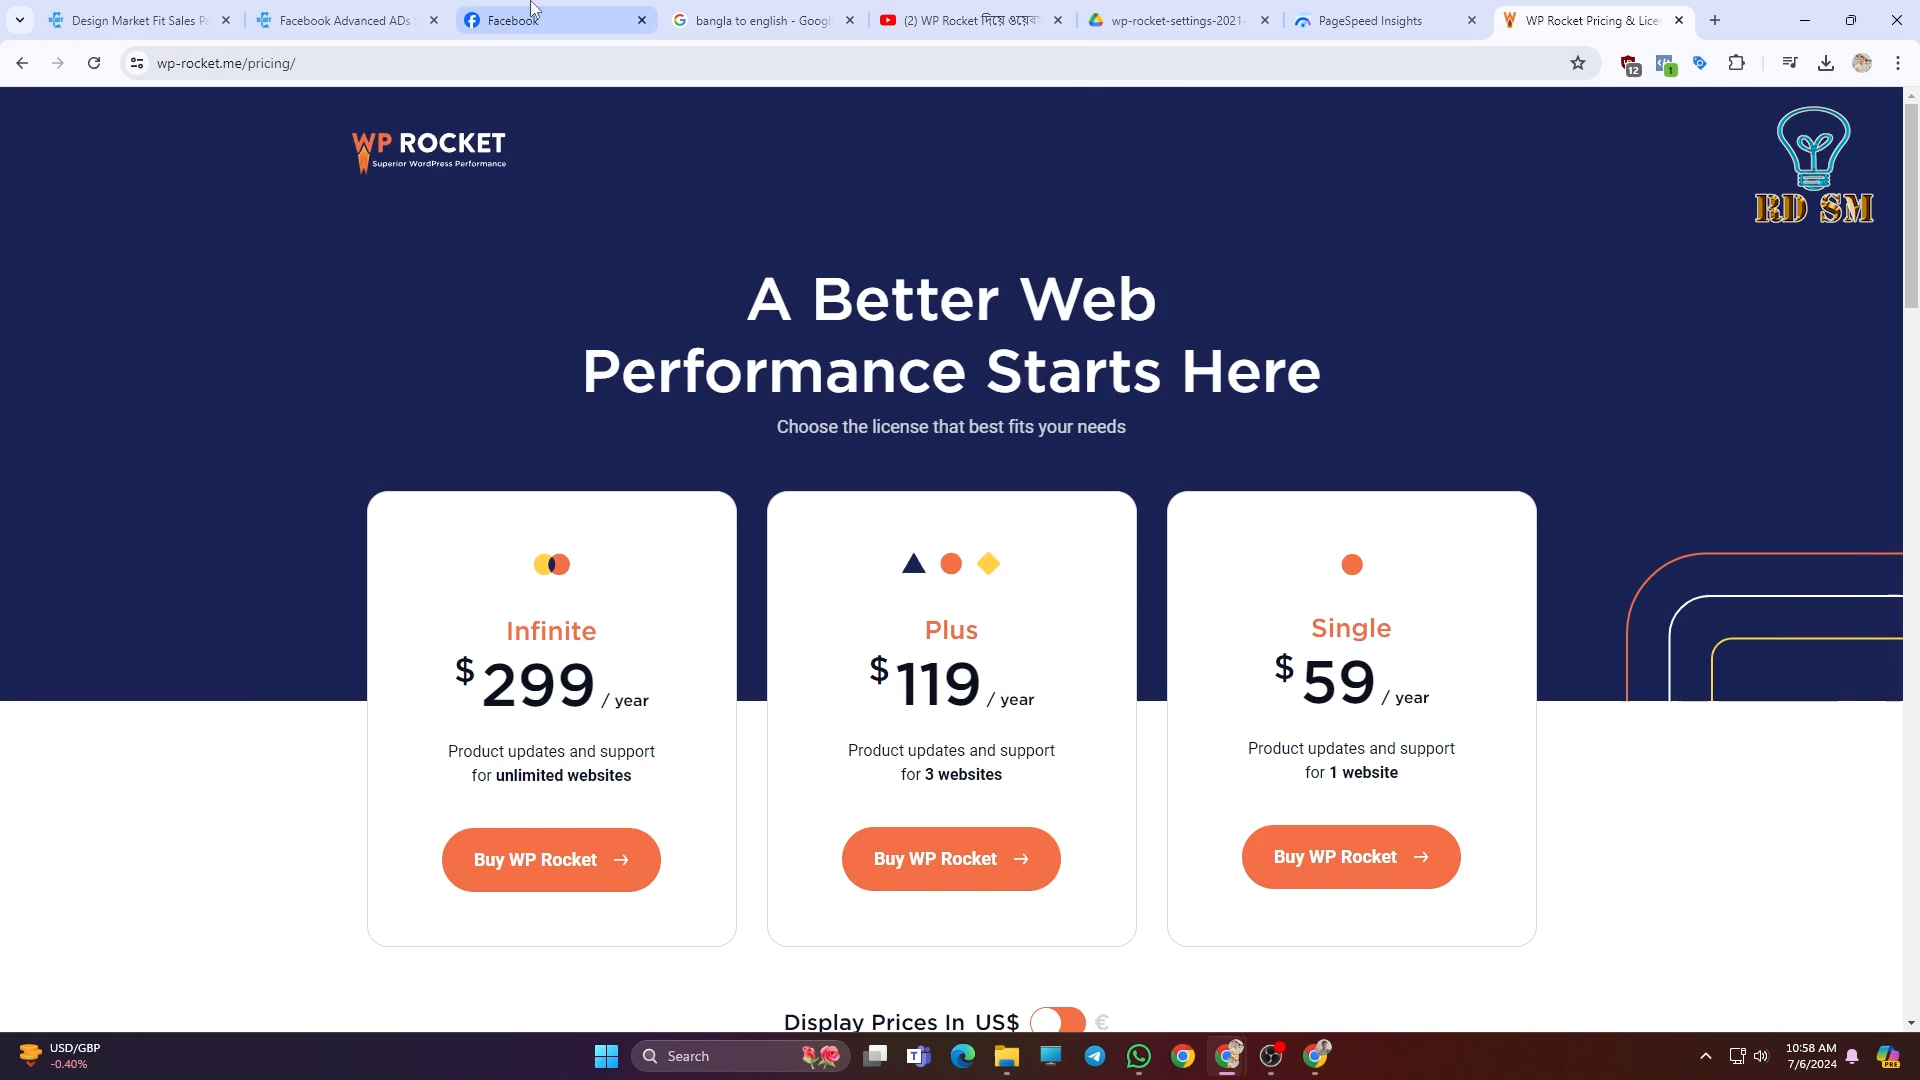 Design Market Fit Sales P
Facebook Advanced ADs
Facebook
bangla to english - Googl
(2) WP Rocket দিয়ে ওয়েবস
wp-rocket-settings-2021-
PageSpeed Insights
WP Rocket Pricing & Lice
wp-rocket.me/pricing/
12
1
WP ROCKET
Superior WordPress Performance
RD SM
A Better Web
Performance Starts Here
Choose the license that best fits your needs
Infinite
$299 / year
Product updates and support
for unlimited websites
Buy WP Rocket →
Plus
$119 / year
Product updates and support
for 3 websites
Buy WP Rocket →
Single
$59 / year
Product updates and support
for 1 website
Buy WP Rocket →
Display Prices In US$ €
USD/GBP
-0.40%
Search
10:58 AM
7/6/2024
PRE